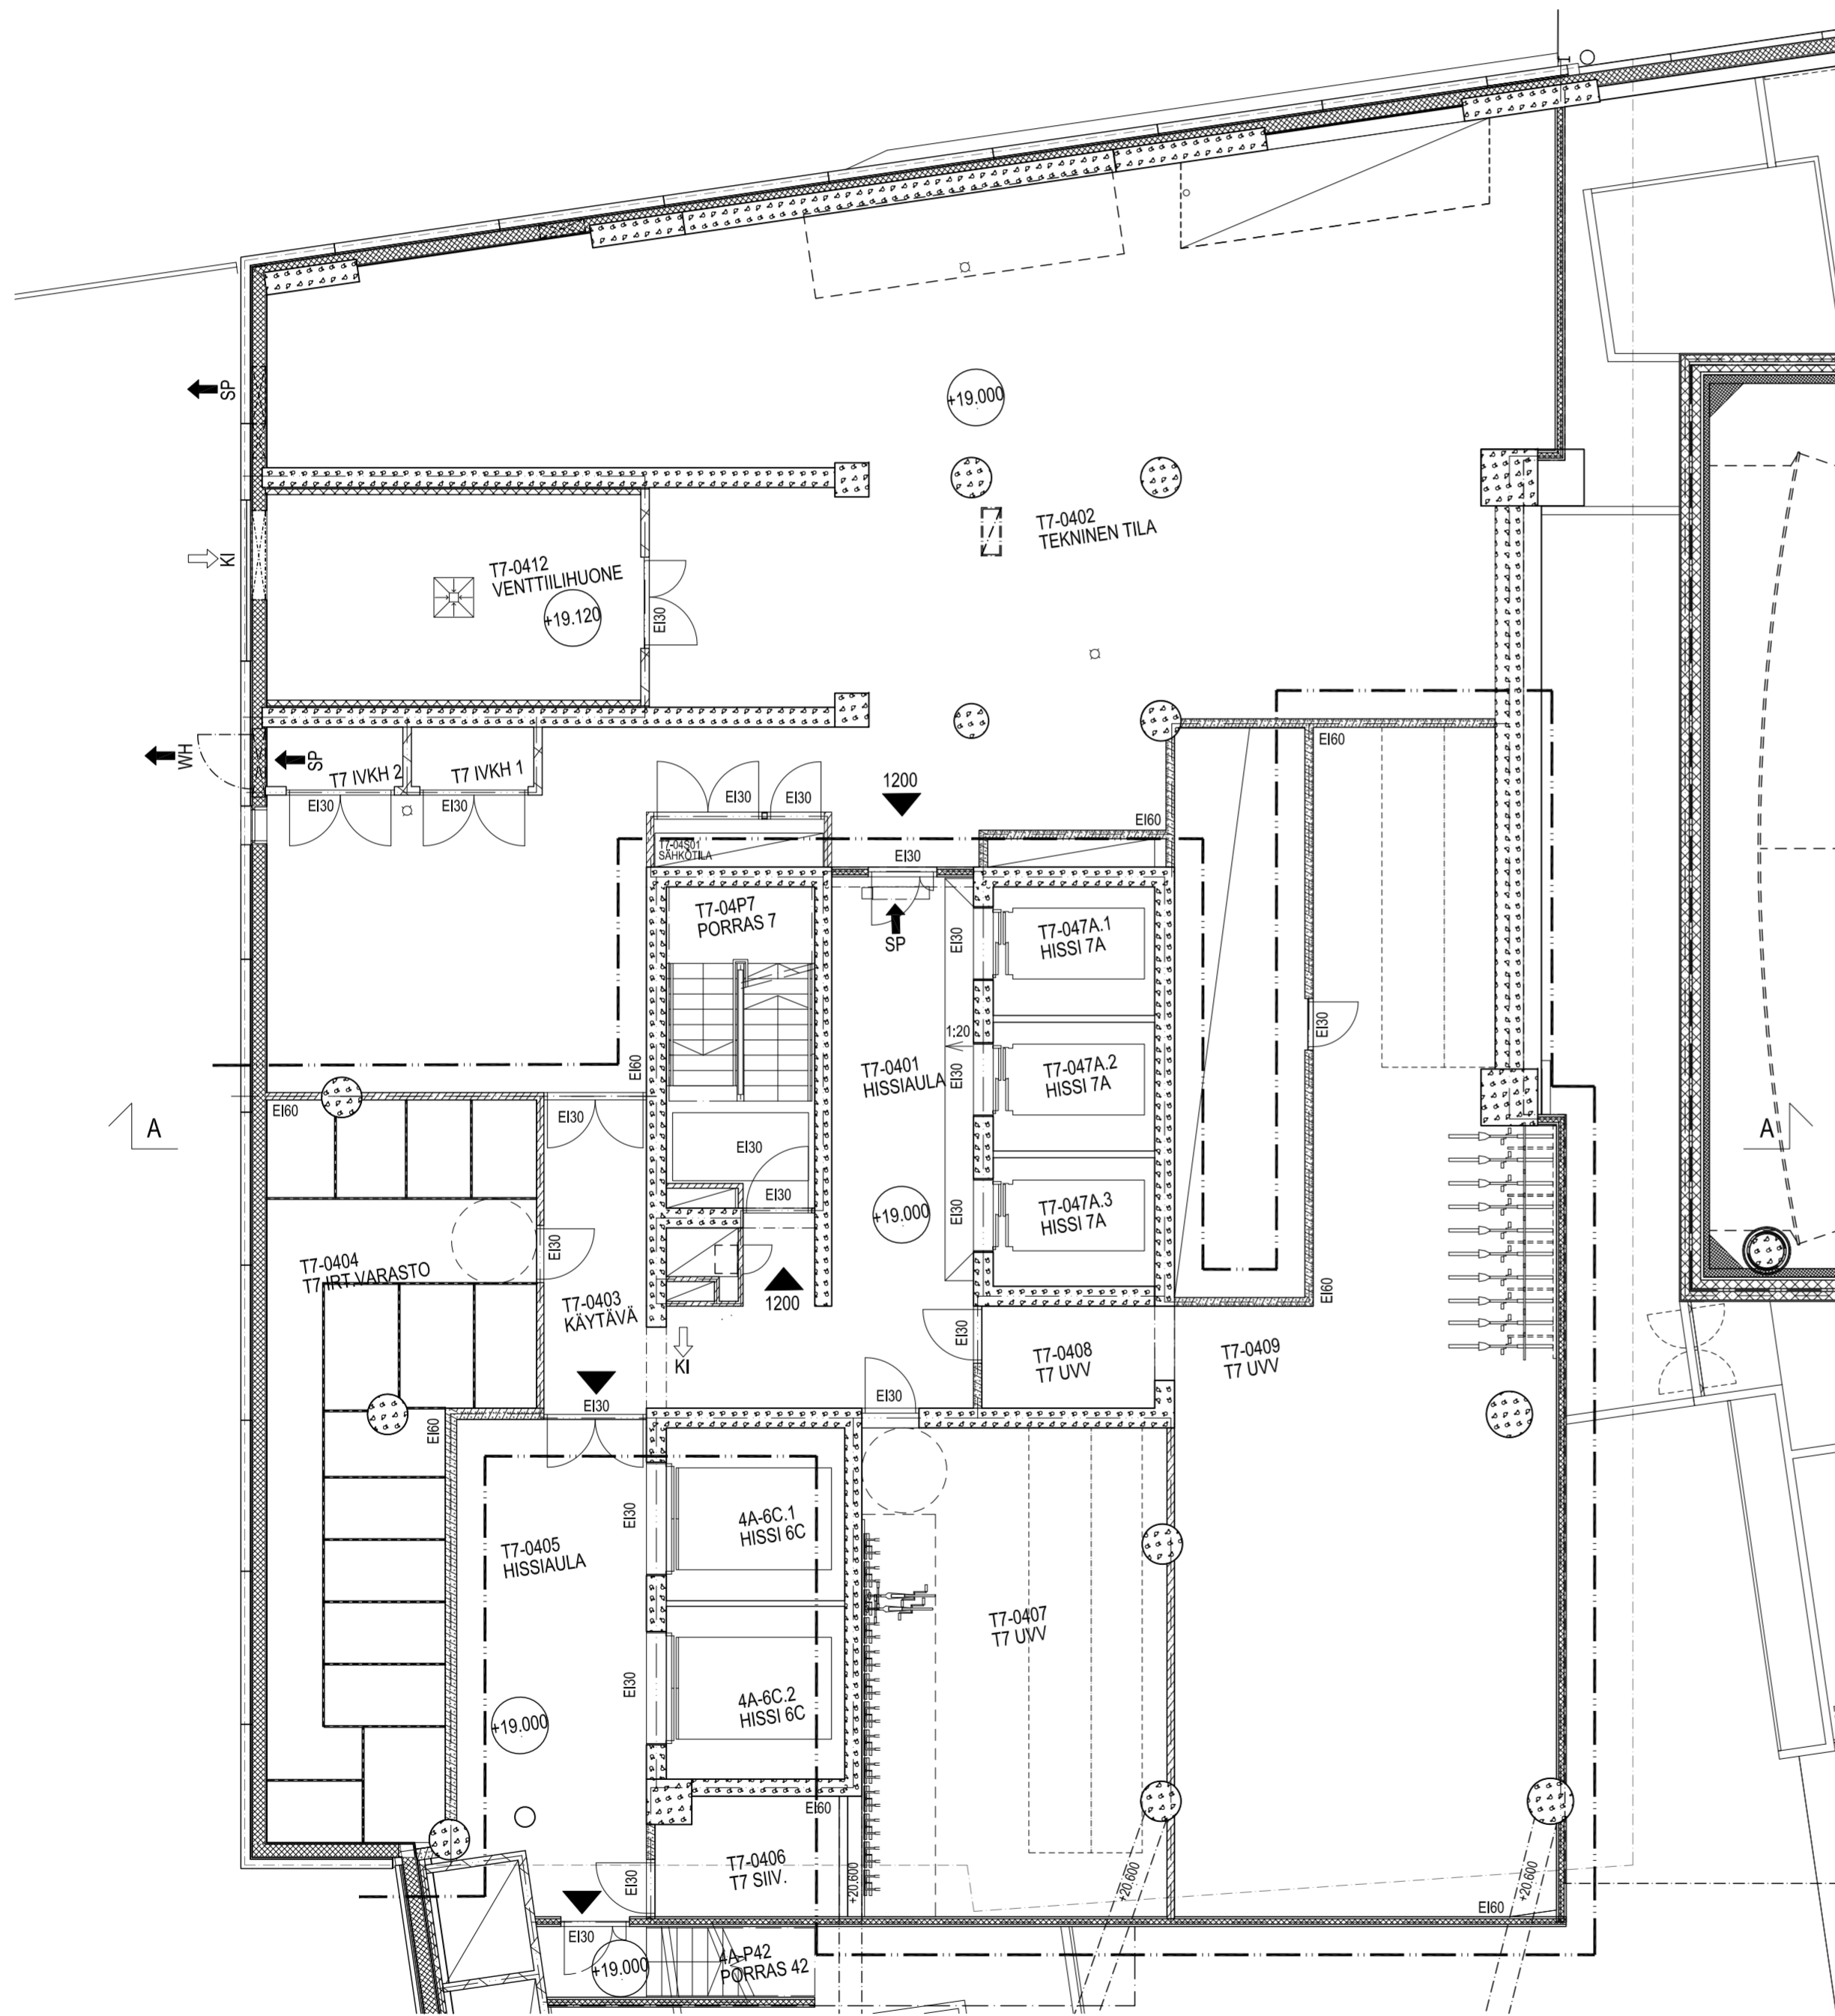 SP
+19.000
T7-0402
TEKNINEN TILA
KI
T7-0412
VENTTIILIHUONE
+19.120
EI30
WH
SP
T7 IVKH 2
T7 IVKH 1
EI30
EI30
EI30
EI30
1200
EI60
EI60
T7-04S01
SÄHKÖTILA
EI30
T7-04P7
PORRAS 7
SP
EI30
T7-047A.1
HISSI 7A
EI60
1:20
T7-0401
HISSIAULA
EI30
T7-047A.2
HISSI 7A
EI30
A
EI60
EI30
EI30
A
EI30
+19.000
EI30
T7-047A.3
HISSI 7A
T7-0404
T7 IRT.VARASTO
EI30
T7-0403
KÄYTÄVÄ
1200
EI60
KI
EI30
T7-0408
T7 UVV
T7-0409
T7 UVV
EI30
EI30
EI60
T7-0405
HISSIAULA
EI30
4A-6C.1
HISSI 6C
T7-0407
T7 UVV
EI30
4A-6C.2
HISSI 6C
+19.000
EI60
T7-0406
T7 SIIV.
EI30
+20.600
+20.600
+20.600
EI60
EI30
+19.000
4A-P42
PORRAS 42